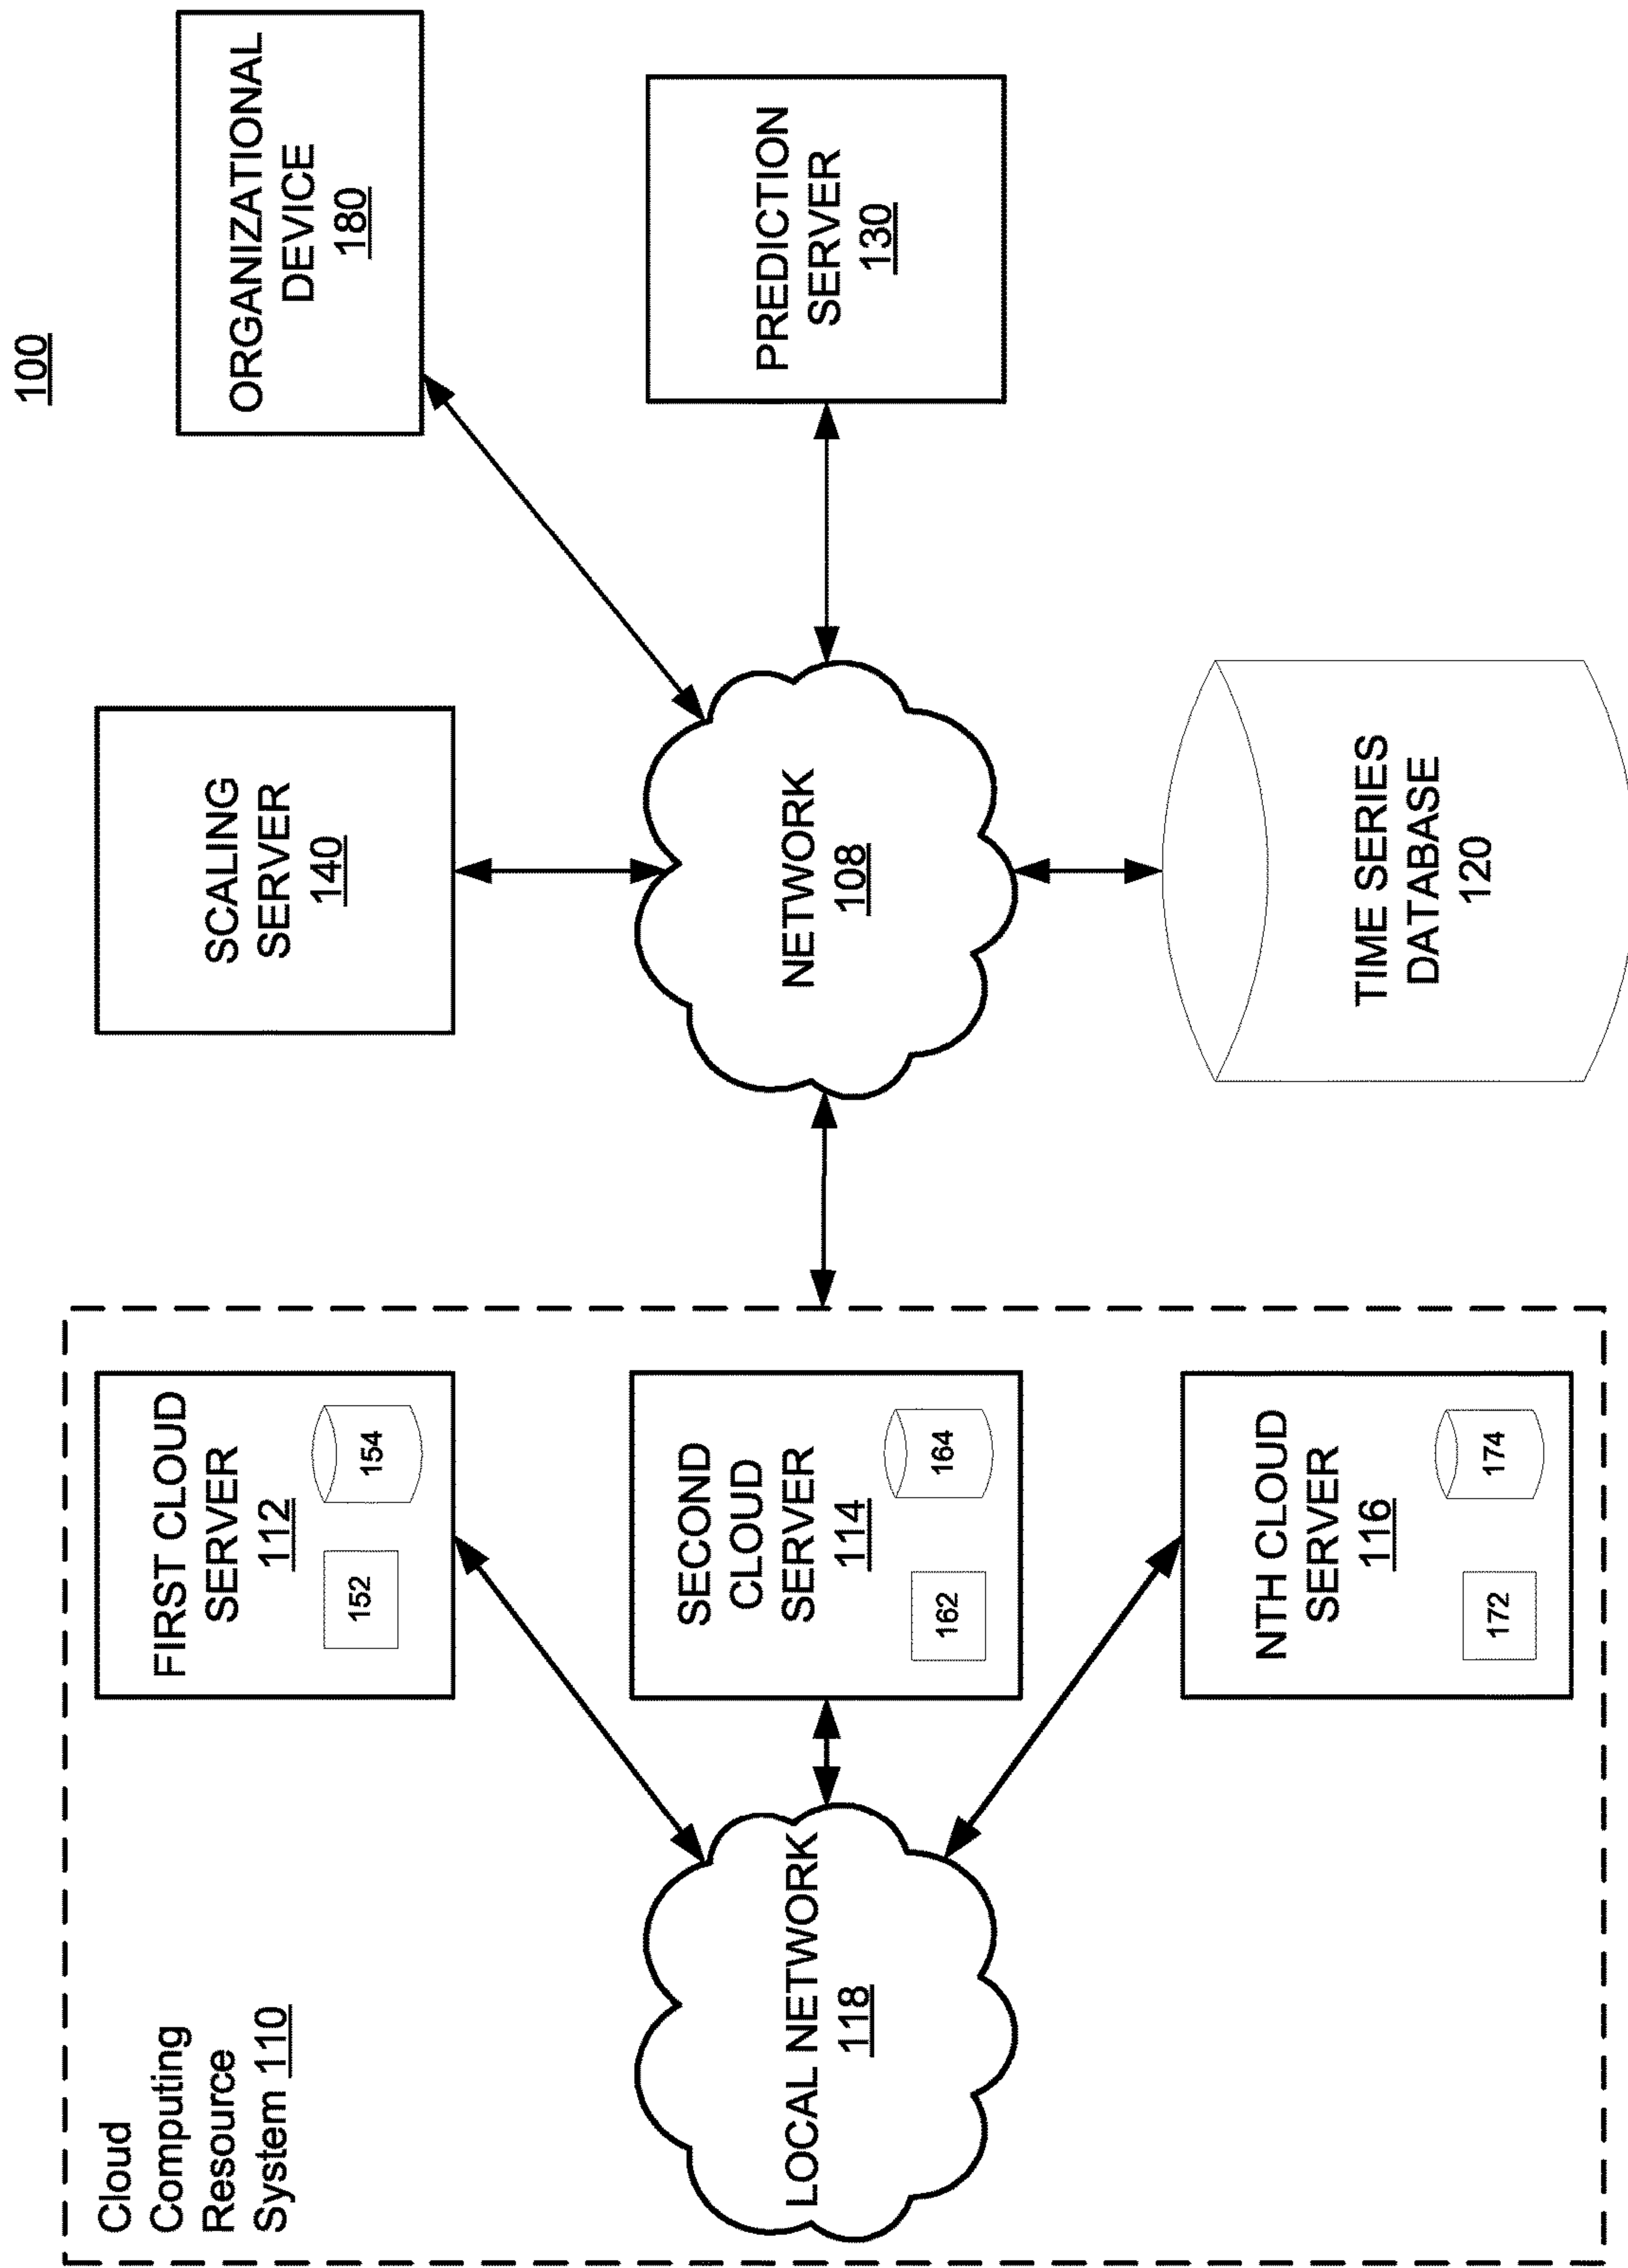 100
Cloud
Computing
Resource
System 110
FIRST CLOUD
SERVER
112
152
154
SCALING
SERVER
140
ORGANIZATIONAL
DEVICE
180
LOCAL NETWORK
118
SECOND
CLOUD
SERVER
114
162
164
NETWORK
108
PREDICTION
SERVER
130
NTH CLOUD
SERVER
116
172
174
TIME SERIES
DATABASE
120